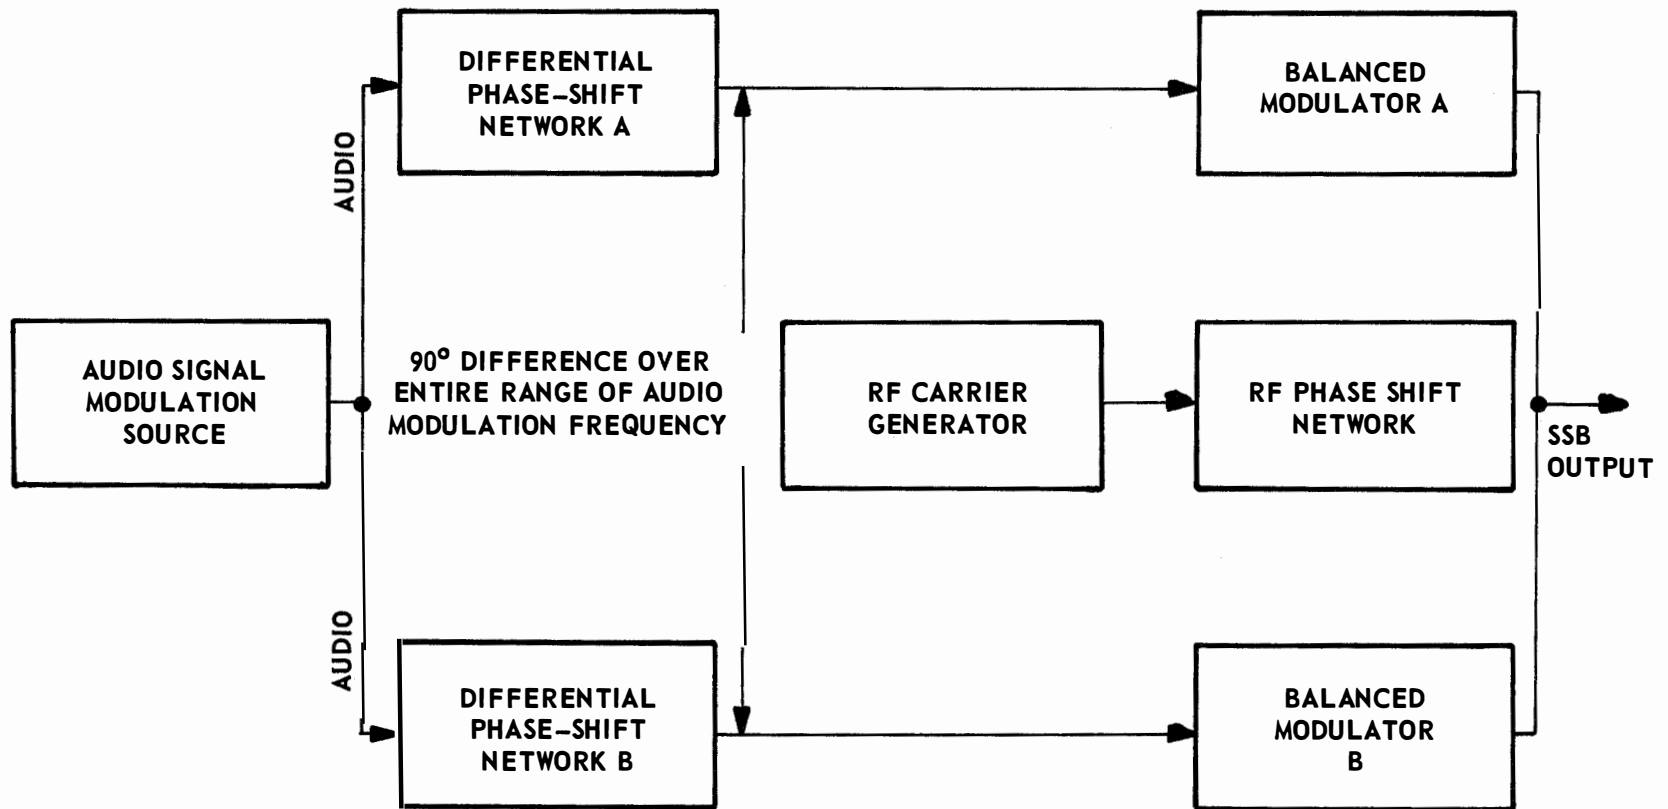 DIFFERENTIAL
PHASE-SHIFT
NETWORK A
BALANCED
MODULATOR A
AUDIO
AUDIO SIGNAL
MODULATION
SOURCE
90° DIFFERENCE OVER
ENTIRE RANGE OF AUDIO
MODULATION FREQUENCY
RF CARRIER
GENERATOR
RF PHASE SHIFT
NETWORK
SSB
OUTPUT
AUDIO
DIFFERENTIAL
PHASE-SHIFT
NETWORK B
BALANCED
MODULATOR
B